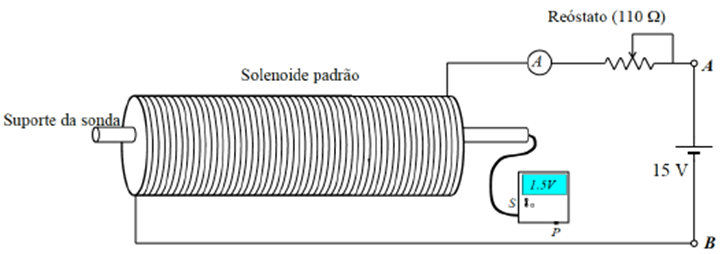 Reóstato (110 Ω)
A
A
Solenoide padrão
Suporte da sonda
15 V
1.5V
S
P
B